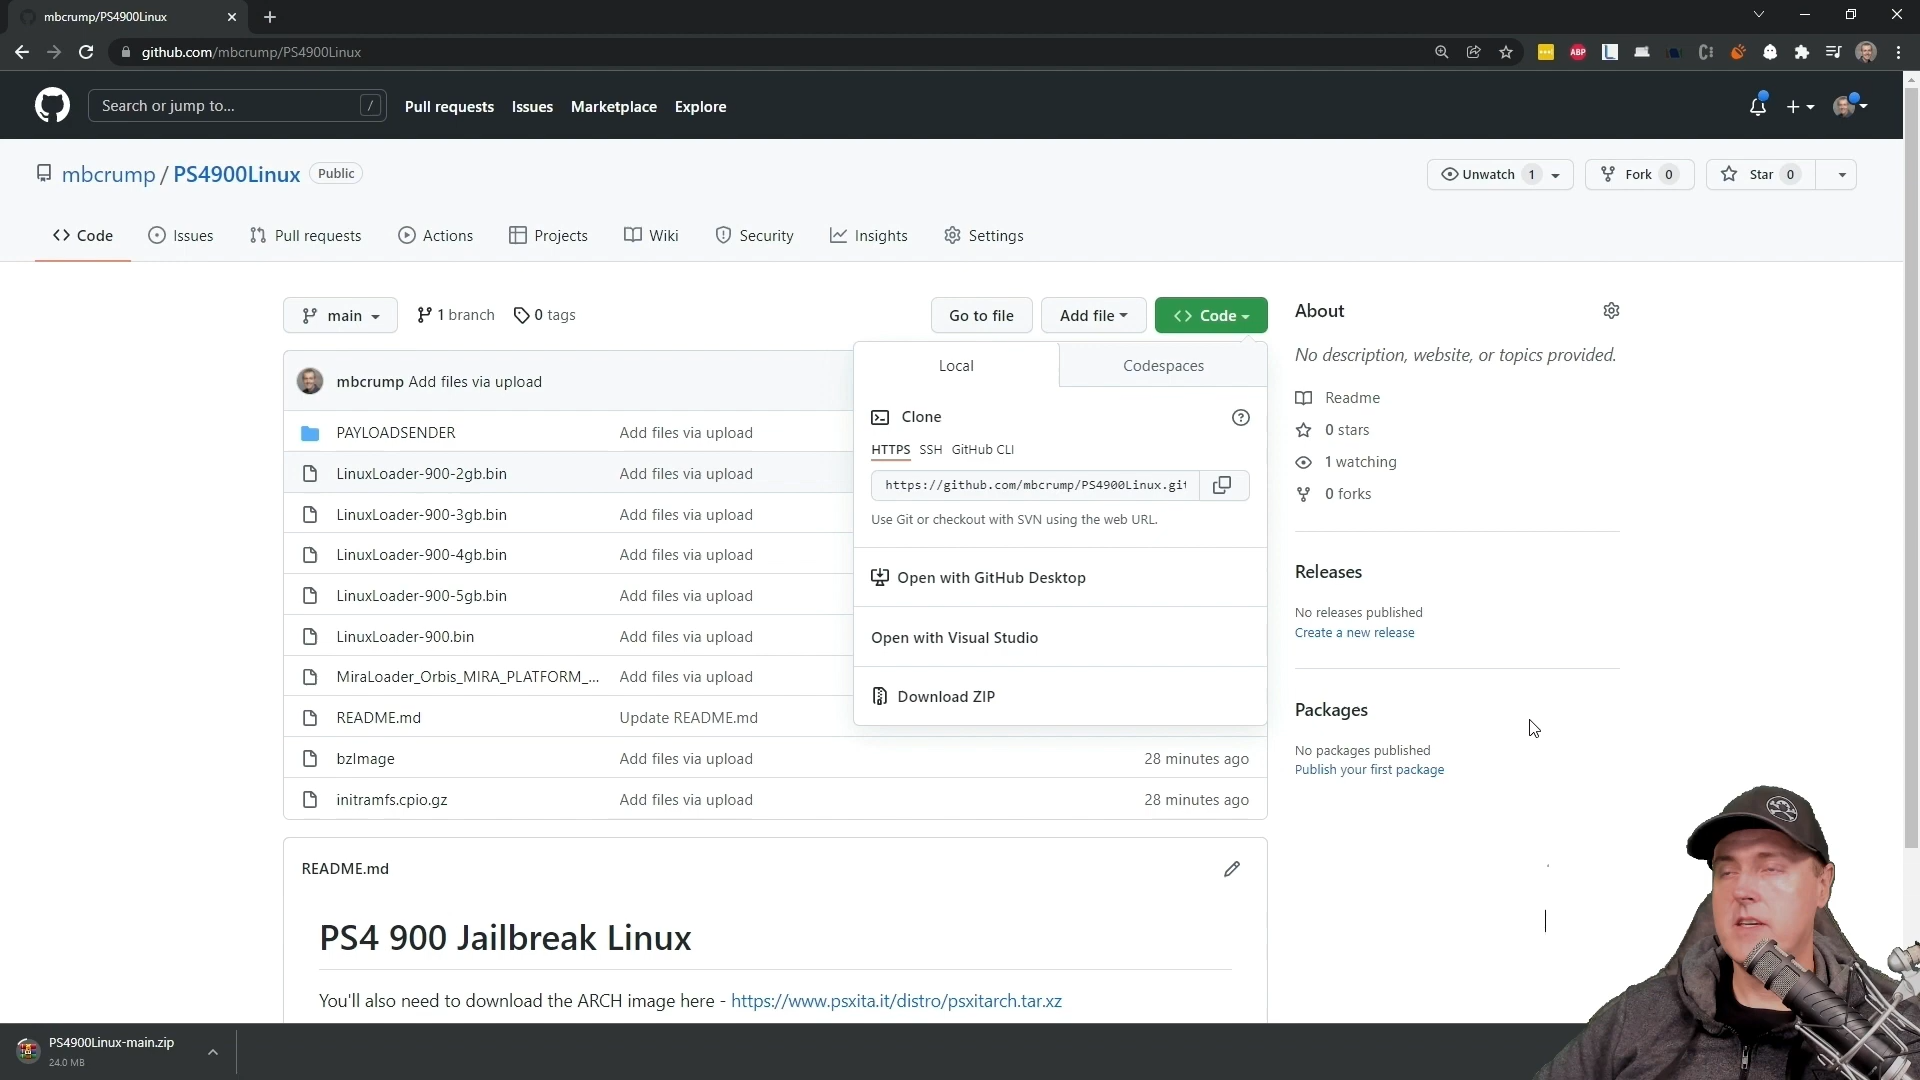 mbcrump/PS4900Linux
github.com/mbcrump/PS4900Linux
ABP
Search or jump to...
/
Pull requests
Issues
Marketplace
Explore
mbcrump / PS4900Linux
Public
Unwatch 1
Fork 0
Star 0
Code
Issues
Pull requests
Actions
Projects
Wiki
Security
Insights
Settings
main
1 branch
0 tags
Go to file
Add file
Code
mbcrump Add files via upload
PAYLOADSENDER Add files via upload
LinuxLoader-900-2gb.bin Add files via upload
LinuxLoader-900-3gb.bin Add files via upload
LinuxLoader-900-4gb.bin Add files via upload
LinuxLoader-900-5gb.bin Add files via upload
LinuxLoader-900.bin Add files via upload
MiraLoader_Orbis_MIRA_PLATFORM_... Add files via upload
README.md Update README.md
bzImage Add files via upload 28 minutes ago
initramfs.cpio.gz Add files via upload 28 minutes ago
Local
Codespaces
Clone
HTTPS SSH GitHub CLI
https://github.com/mbcrump/PS4900Linux.git
Use Git or checkout with SVN using the web URL.
Open with GitHub Desktop
Open with Visual Studio
Download ZIP
About
No description, website, or topics provided.
Readme
0 stars
1 watching
0 forks
Releases
No releases published
Create a new release
Packages
No packages published
Publish your first package
README.md
PS4 900 Jailbreak Linux
You'll also need to download the ARCH image here - https://www.psxita.it/distro/psxitarch.tar.xz
PS4900Linux-main.zip
24.0 MB